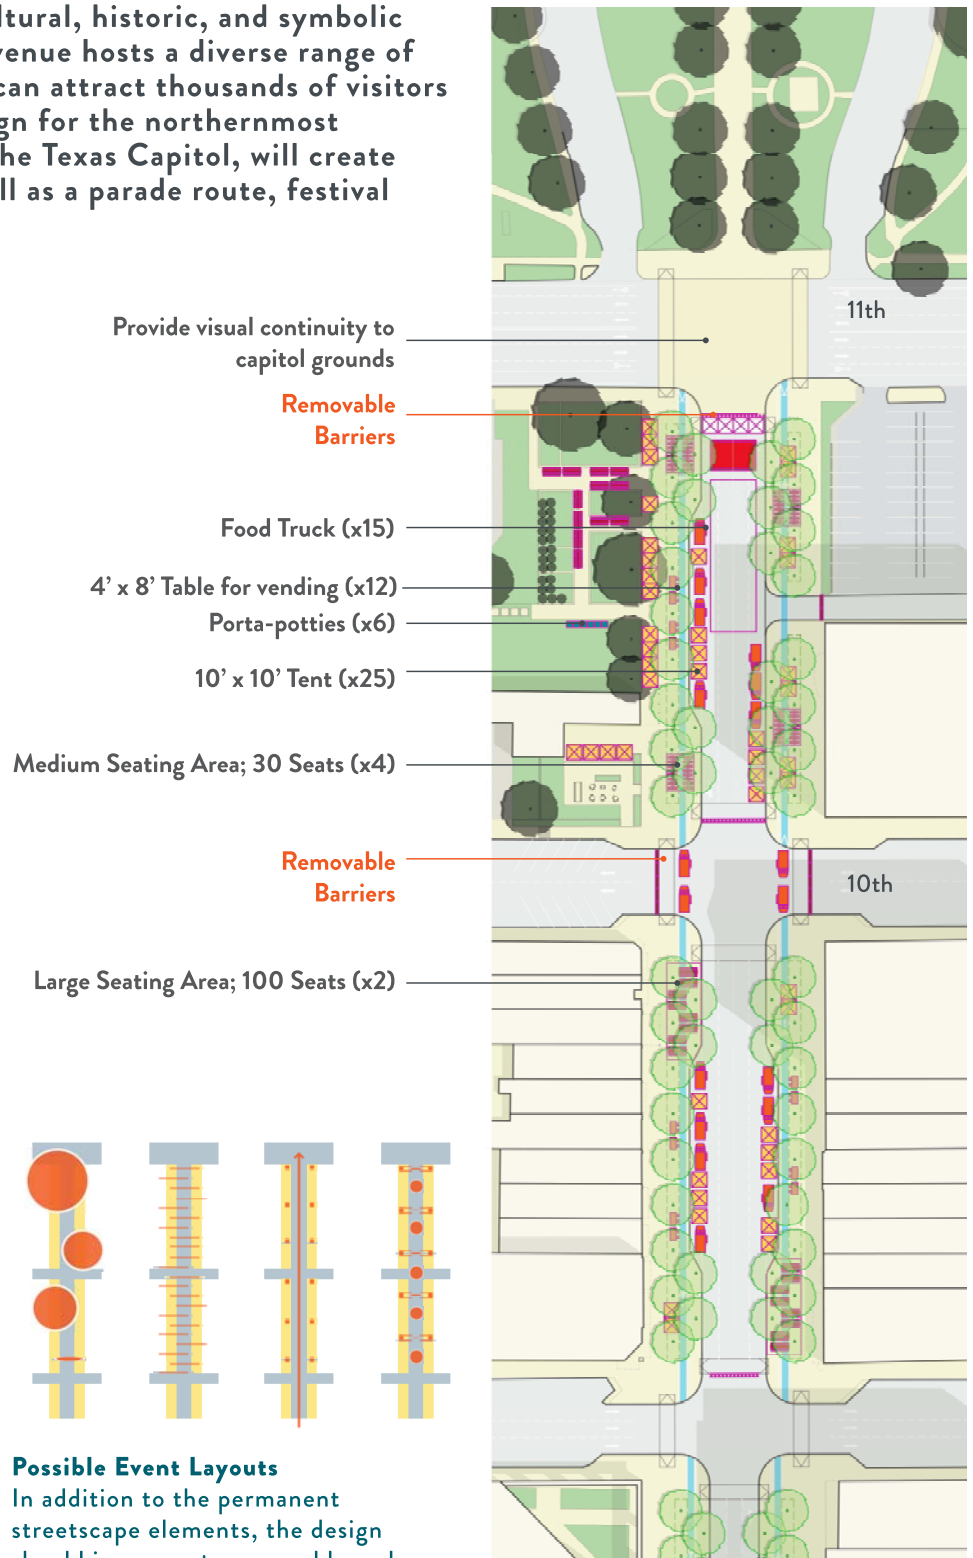 ltural, historic, and symbolic
venue hosts a diverse range of
can attract thousands of visitors
gn for the northernmost
he Texas Capitol, will create
ll as a parade route, festival
11th
Provide visual continuity to
capitol grounds
Removable
Barriers
Food Truck (x15)
4’ x 8’ Table for vending (x12)
Porta-potties (x6)
10’ x 10’ Tent (x25)
Medium Seating Area; 30 Seats (x4)
Removable
Barriers
10th
Large Seating Area; 100 Seats (x2)
Possible Event Layouts
In addition to the permanent
streetscape elements, the design